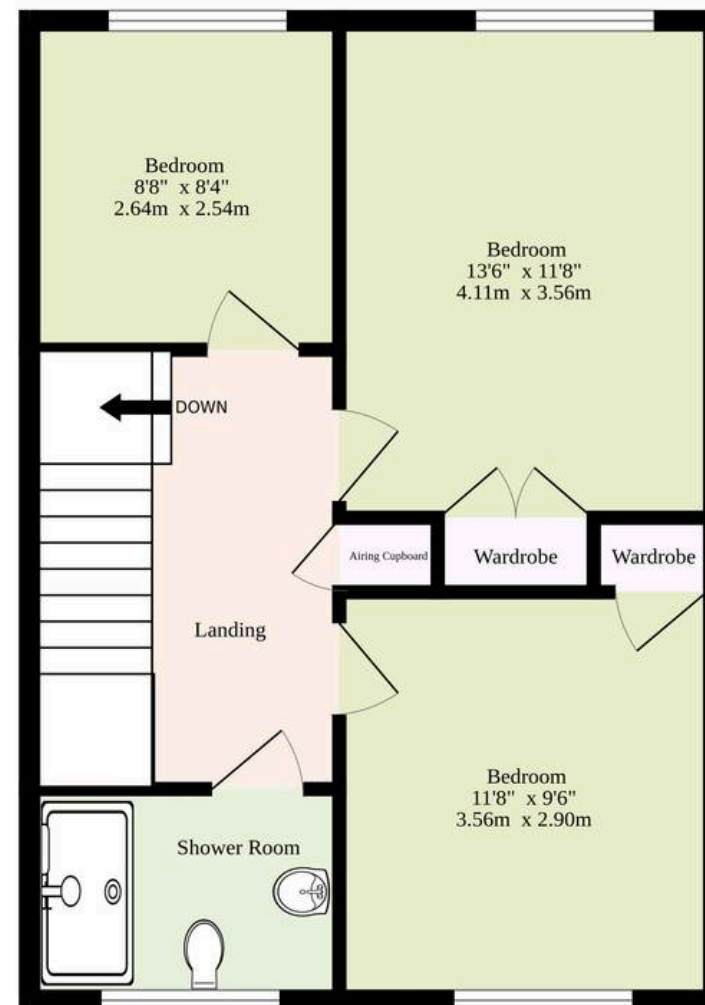 Bedroom
8'8" x 8'4"
2.64m x 2.54m
Bedroom
13'6" x 11'8"
4.11m x 3.56m
DOWN
Airing Cupboard
Wardrobe
Wardrobe
Landing
Bedroom
11'8" x 9'6"
3.56m x 2.90m
Shower Room